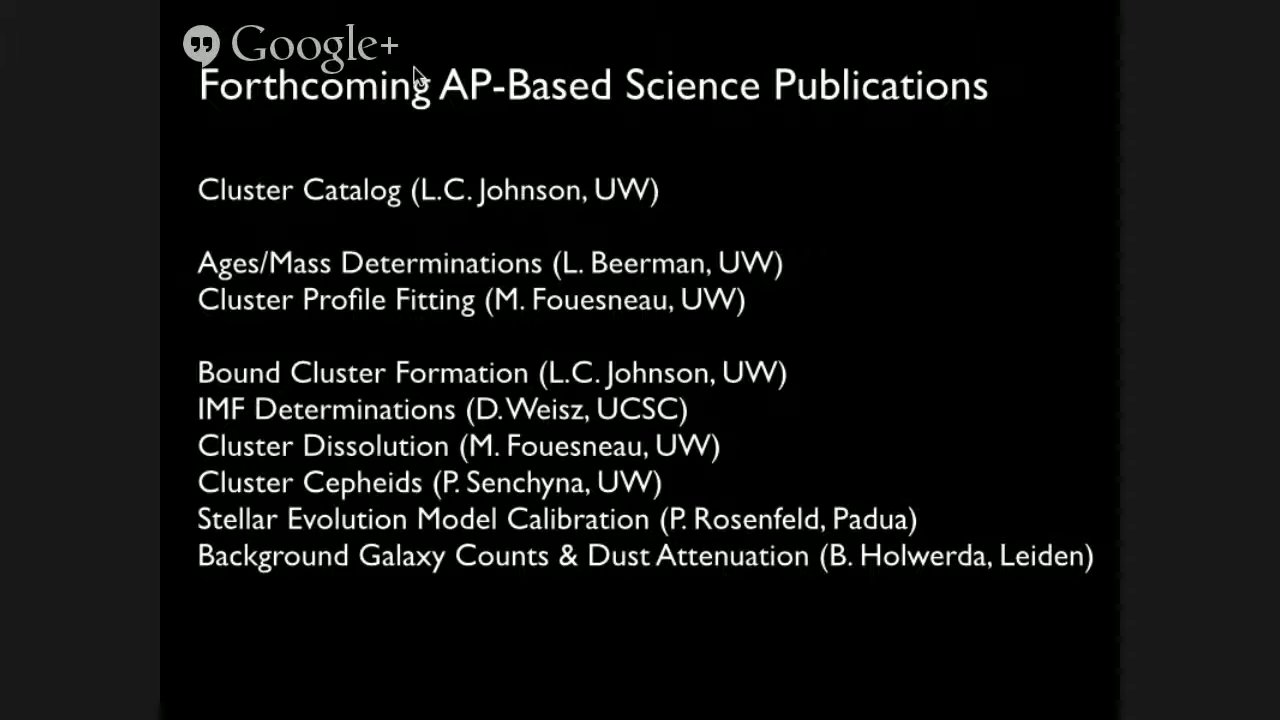 Google+
Forthcoming AP-Based Science Publications
Cluster Catalog (L.C. Johnson, UW)
Ages/Mass Determinations (L. Beerman, UW)
Cluster Profile Fitting (M. Fouesneau, UW)
Bound Cluster Formation (L.C. Johnson, UW)
IMF Determinations (D. Weisz, UCSC)
Cluster Dissolution (M. Fouesneau, UW)
Cluster Cepheids (P. Senchyna, UW)
Stellar Evolution Model Calibration (P. Rosenfeld, Padua)
Background Galaxy Counts & Dust Attenuation (B. Holwerda, Leiden)